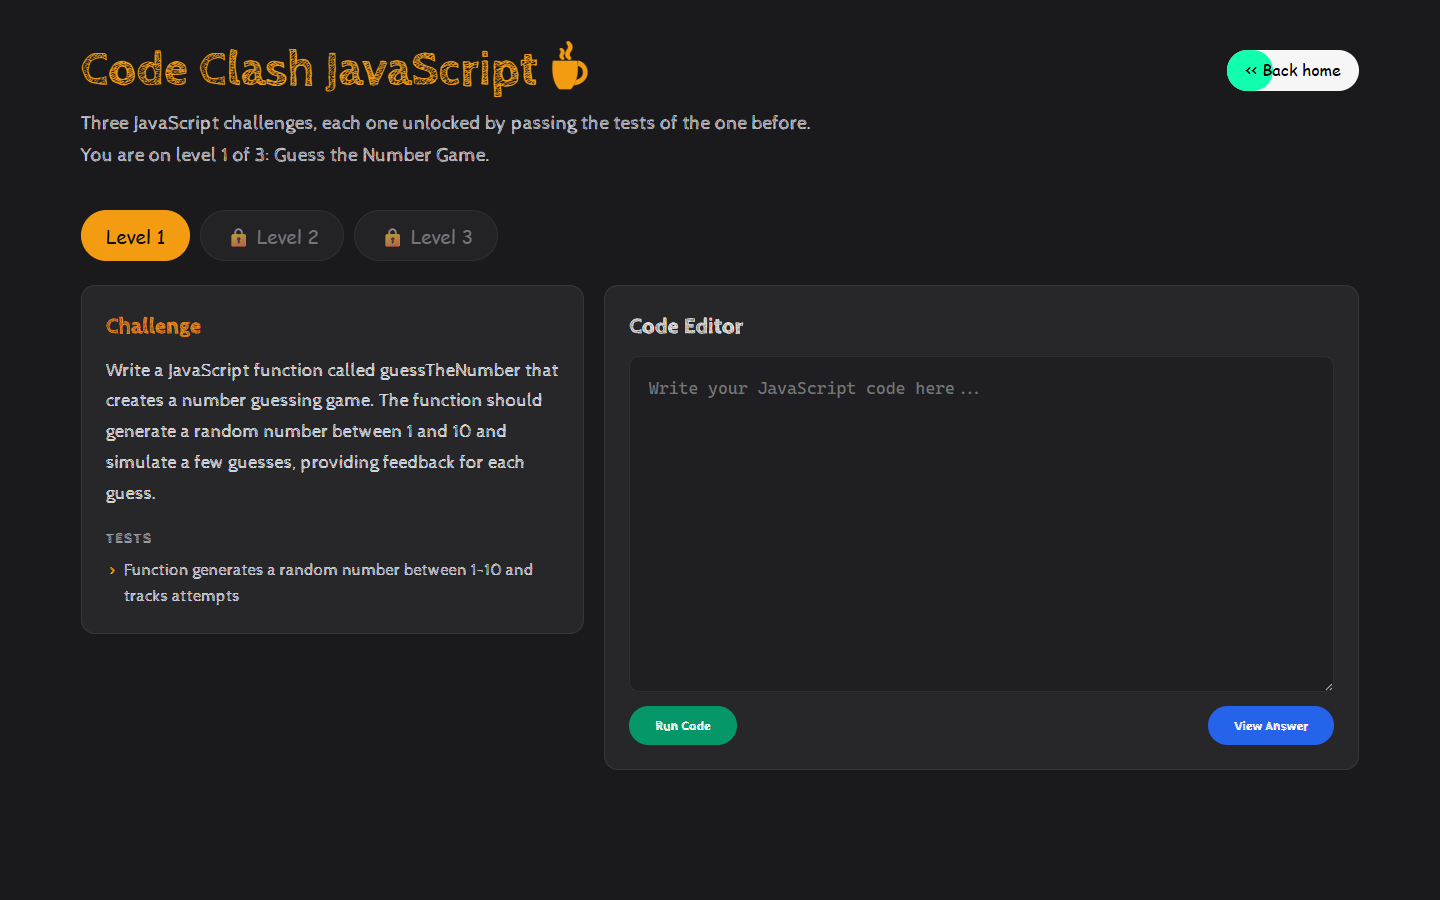 Code Clash JavaScript
<< Back home
Three JavaScript challenges, each one unlocked by passing the tests of the one before.
You are on level 1 of 3: Guess the Number Game.
Level 1
Level 2
Level 3
Challenge
Write a JavaScript function called guessTheNumber that
creates a number guessing game. The function should
generate a random number between 1 and 10 and
simulate a few guesses, providing feedback for each
guess.
TESTS
› Function generates a random number between 1-10 and
tracks attempts
Code Editor
Write your JavaScript code here...
Run Code
View Answer